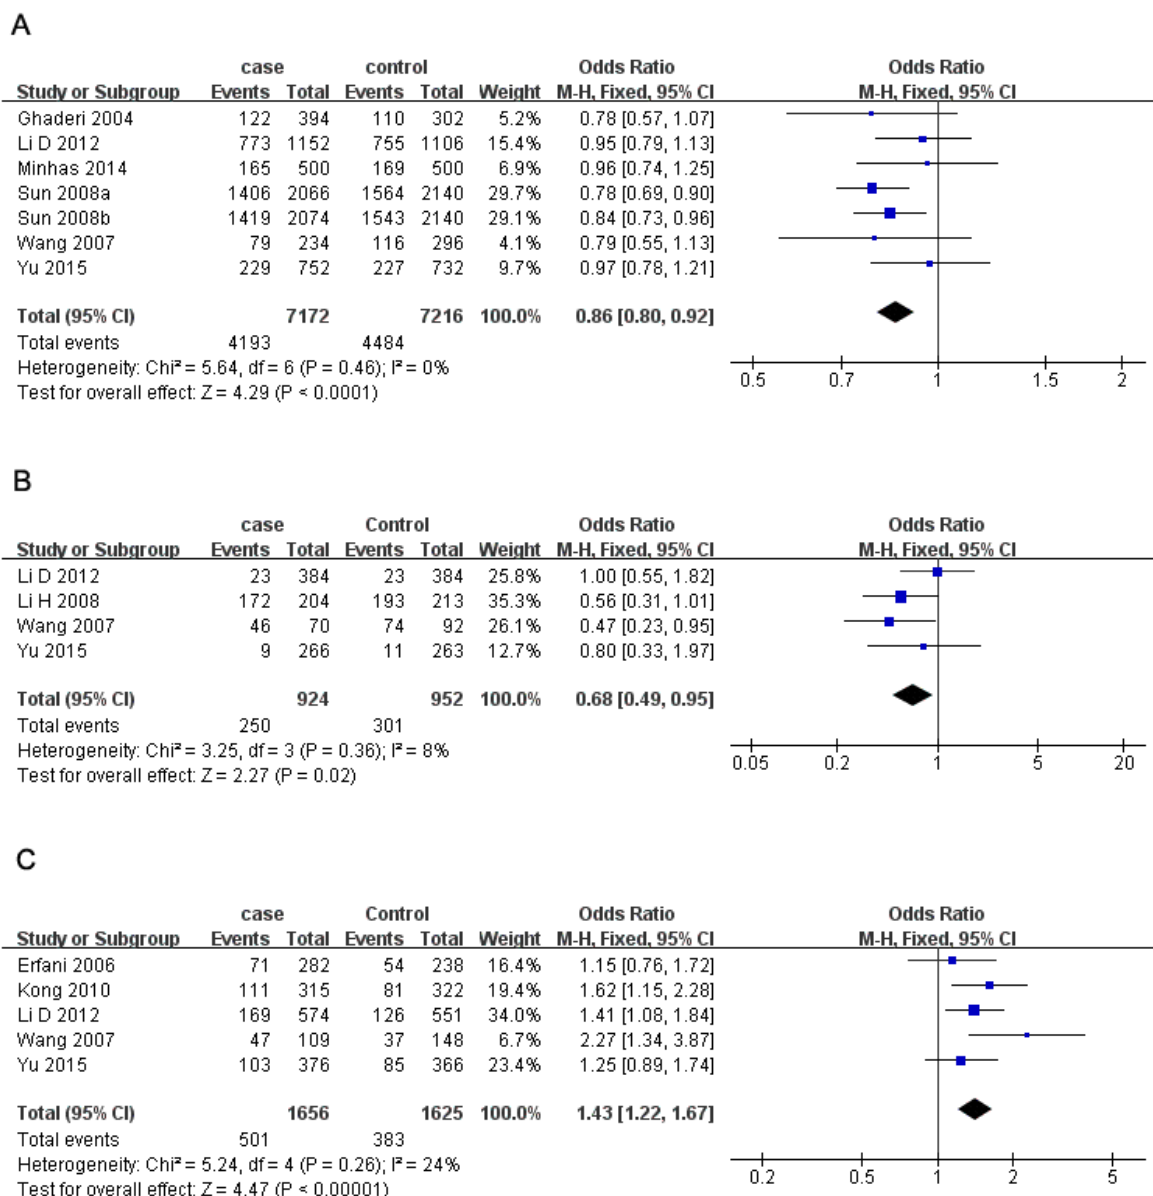 A
case control Odds Ratio Odds Ratio
Study or Subgroup Events Total Events Total Weight M-H, Fixed, 95% CI M-H, Fixed, 95% CI
Ghaderi 2004 122 394 110 302 5.2% 0.78 [0.57, 1.07]
Li D 2012 773 1152 755 1106 15.4% 0.95 [0.79, 1.13]
Minhas 2014 165 500 169 500 6.9% 0.96 [0.74, 1.25]
Sun 2008a 1406 2066 1564 2140 29.7% 0.78 [0.69, 0.90]
Sun 2008b 1419 2074 1543 2140 29.1% 0.84 [0.73, 0.96]
Wang 2007 79 234 116 296 4.1% 0.79 [0.55, 1.13]
Yu 2015 229 752 227 732 9.7% 0.97 [0.78, 1.21]
Total (95% CI) 7172 7216 100.0% 0.86 [0.80, 0.92]
Total events 4193 4484
Heterogeneity: Chi² = 5.64, df = 6 (P = 0.46); I² = 0%
Test for overall effect: Z = 4.29 (P < 0.0001)
0.5 0.7 1 1.5 2
B
case Control Odds Ratio Odds Ratio
Study or Subgroup Events Total Events Total Weight M-H, Fixed, 95% CI M-H, Fixed, 95% CI
Li D 2012 23 384 23 384 25.8% 1.00 [0.55, 1.82]
Li H 2008 172 204 193 213 35.3% 0.56 [0.31, 1.01]
Wang 2007 46 70 74 92 26.1% 0.47 [0.23, 0.95]
Yu 2015 9 266 11 263 12.7% 0.80 [0.33, 1.97]
Total (95% CI) 924 952 100.0% 0.68 [0.49, 0.95]
Total events 250 301
Heterogeneity: Chi² = 3.25, df = 3 (P = 0.36); I² = 8%
Test for overall effect: Z = 2.27 (P = 0.02)
0.05 0.2 1 5 20
C
case Control Odds Ratio Odds Ratio
Study or Subgroup Events Total Events Total Weight M-H, Fixed, 95% CI M-H, Fixed, 95% CI
Erfani 2006 71 282 54 238 16.4% 1.15 [0.76, 1.72]
Kong 2010 111 315 81 322 19.4% 1.62 [1.15, 2.28]
Li D 2012 169 574 126 551 34.0% 1.41 [1.08, 1.84]
Wang 2007 47 109 37 148 6.7% 2.27 [1.34, 3.87]
Yu 2015 103 376 85 366 23.4% 1.25 [0.89, 1.74]
Total (95% CI) 1656 1625 100.0% 1.43 [1.22, 1.67]
Total events 501 383
Heterogeneity: Chi² = 5.24, df = 4 (P = 0.26); I² = 24%
Test for overall effect: Z = 4.47 (P < 0.00001)
0.2 0.5 1 2 5